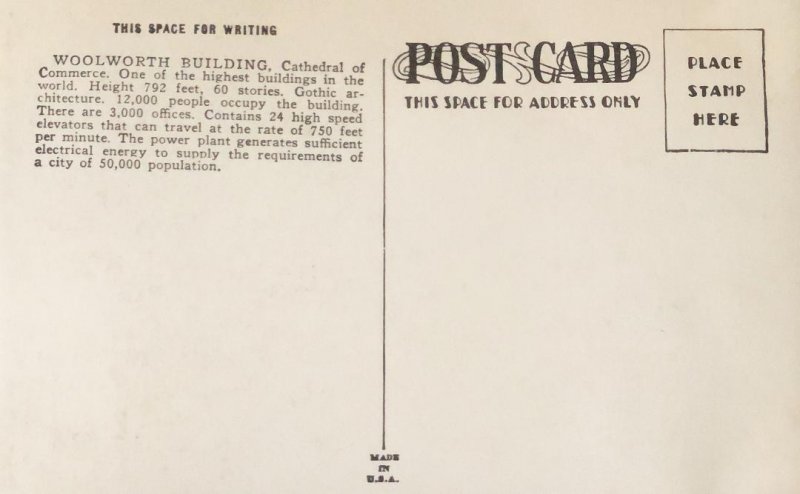 THIS SPACE FOR WRITING
WOOLWORTH BUILDING, Cathedral of
Commerce. One of the highest buildings in the
world. Height 792 feet, 60 stories. Gothic ar-
chitecture. 12,000 people occupy the building.
There are 3,000 offices. Contains 24 high speed
elevators that can travel at the rate of 750 feet
per minute. The power plant generates sufficient
electrical energy to supply the requirements of
a city of 50,000 population.
POST CARD
THIS SPACE FOR ADDRESS ONLY
PLACE
STAMP
HERE
MADE
IN
U.S.A.